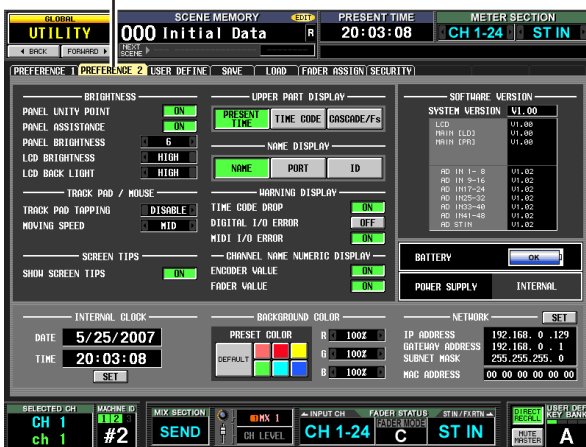 GLOBAL
UTILITY
BACK
FORWARD
SCENE MEMORY
EDIT
000 Initial Data
R
NEXT SCENE
PRESENT TIME
20:03:08
METER SECTION
CH 1-24
ST IN
PREFERENCE 1
PREFERENCE 2
USER DEFINE
SAVE
LOAD
FADER ASSIGN
SECURITY
BRIGHTNESS
PANEL UNITY POINT ON
PANEL ASSISTANCE ON
PANEL BRIGHTNESS 6
LCD BRIGHTNESS HIGH
LCD BACK LIGHT HIGH
TRACK PAD / MOUSE
TRACK PAD TAPPING DISABLE
MOVING SPEED MID
SCREEN TIPS
SHOW SCREEN TIPS ON
UPPER PART DISPLAY
PRESENT TIME
TIME CODE
CASCADE/Fs
NAME DISPLAY
NAME
PORT
ID
WARNING DISPLAY
TIME CODE DROP ON
DIGITAL I/O ERROR OFF
MIDI I/O ERROR ON
CHANNEL NAME NUMERIC DISPLAY
ENCODER VALUE ON
FADER VALUE ON
SOFTWARE VERSION
SYSTEM VERSION V1.00
LCD V1.00
MAIN [LD] V1.00
MAIN [PR] V1.00
AD IN 1- 8 V1.02
AD IN 9-16 V1.02
AD IN17-24 V1.02
AD IN25-32 V1.02
AD IN33-40 V1.02
AD IN41-48 V1.02
AD STIN V1.02
BATTERY OK
POWER SUPPLY INTERNAL
INTERNAL CLOCK
DATE 5/25/2007
TIME 20:03:08
SET
BACKGROUND COLOR
PRESET COLOR
DEFAULT
R 100%
G 100%
B 100%
NETWORK
SET
IP ADDRESS 192.168. 0 .129
GATEWAY ADDRESS 192.168. 0 . 1
SUBNET MASK 255.255.255. 0
MAC ADDRESS 00 00 00 00 00 00
SELECTED CH
CH 1
ch 1
MACHINE ID
1 2
#2
MIX SECTION
SEND
MX 1
CH LEVEL
INPUT CH
CH 1-24
FADER STATUS
FADER MODE
C
ST IN/FXRTN
ST IN
DIRECT RECALL
MUTE MASTER
USER DEF
KEY BANK
A